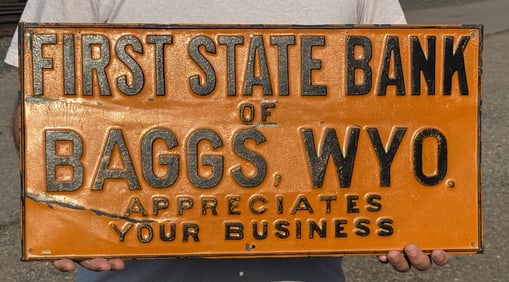 FIRST STATE BANK
OF
BAGGS, WYO.
APPRECIATES
YOUR BUSINESS